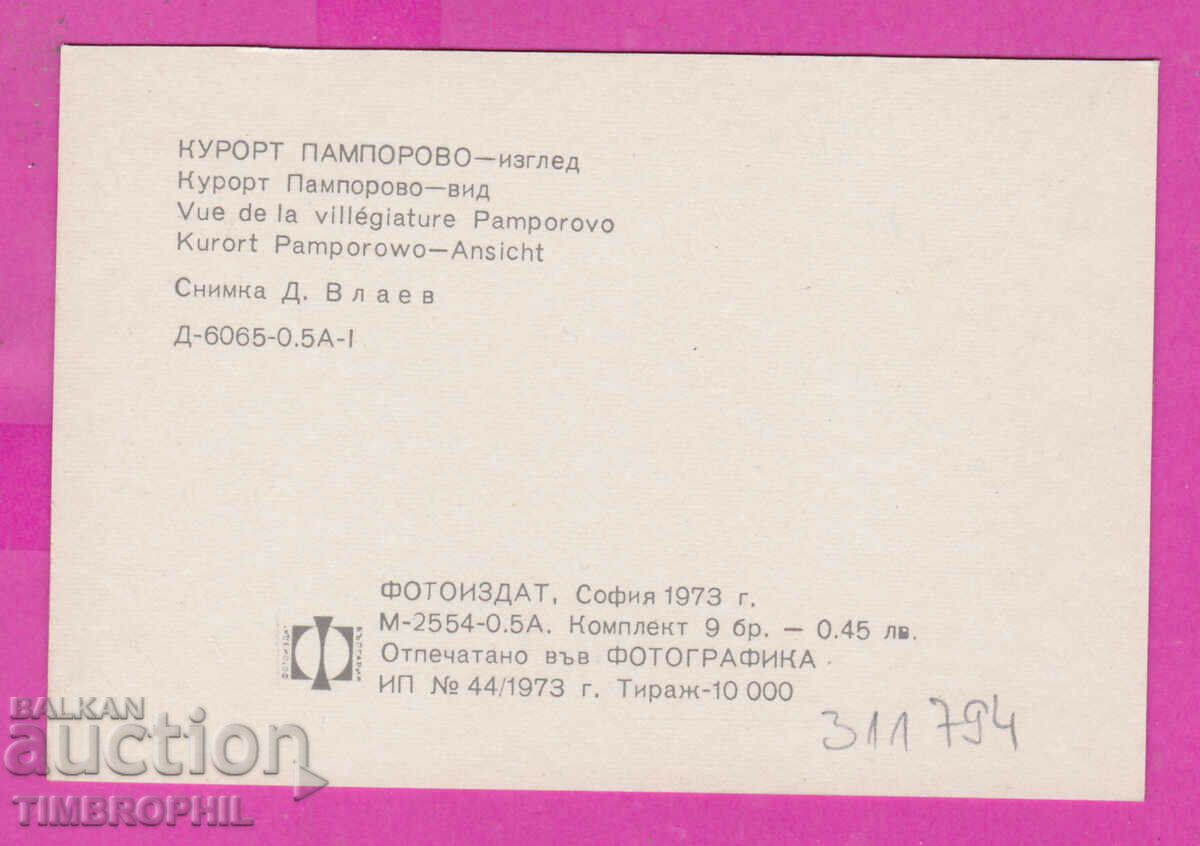 КУРОРТ ПАМПОРОВО—изглед
Курорт Пампорово—вид
Vue de la villégiature Pamporovo
Kurort Pamporowo—Ansicht
Снимка Д. Влаев
Д-6065-0.5А-I
ФОТОИЗДАТ, София 1973 г.
М-2554-0.5А. Комплект 9 бр. — 0.45 лв.
Отпечатано във ФОТОГРАФИКА
ИП № 44/1973 г. Тираж-10 000
ФОТОИЗДАТ
БЪЛГАРИЯ
311794
BALKAN
auction
TIMBROPHIL